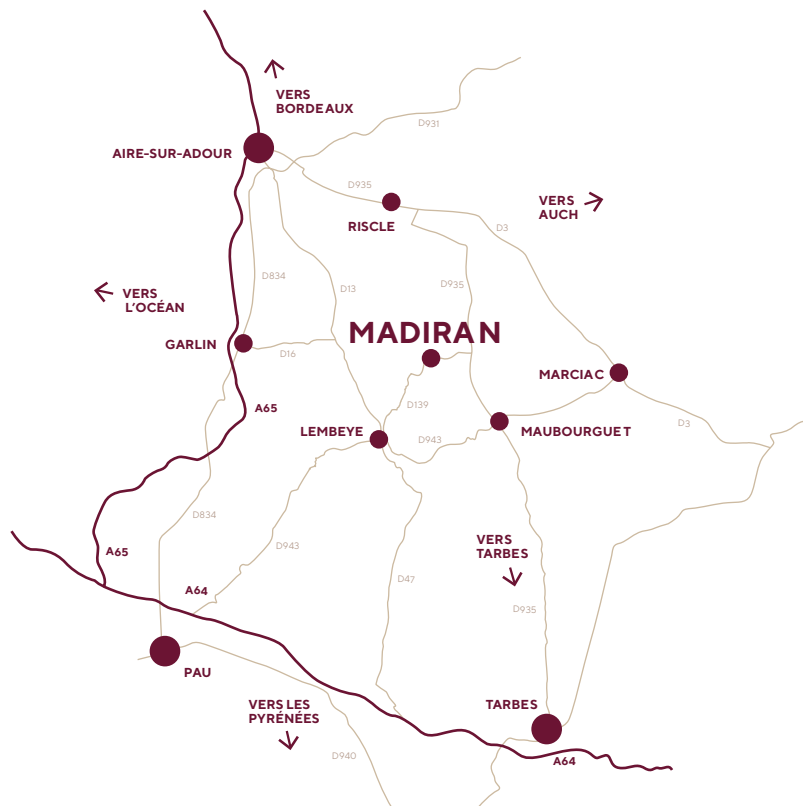 VERS
BORDEAUX
D931
AIRE-SUR-ADOUR
D935
VERS
AUCH
RISCLE
D3
D834
D13
D935
VERS
L'OCÉAN
MADIRAN
GARLIN
D16
MARCIAC
A65
D139
LEMBEYE
D943
MAUBOURGUET
D3
D834
D943
VERS
TARBES
A65
D47
A64
D935
PAU
VERS LES
PYRÉNÉES
TARBES
D940
A64